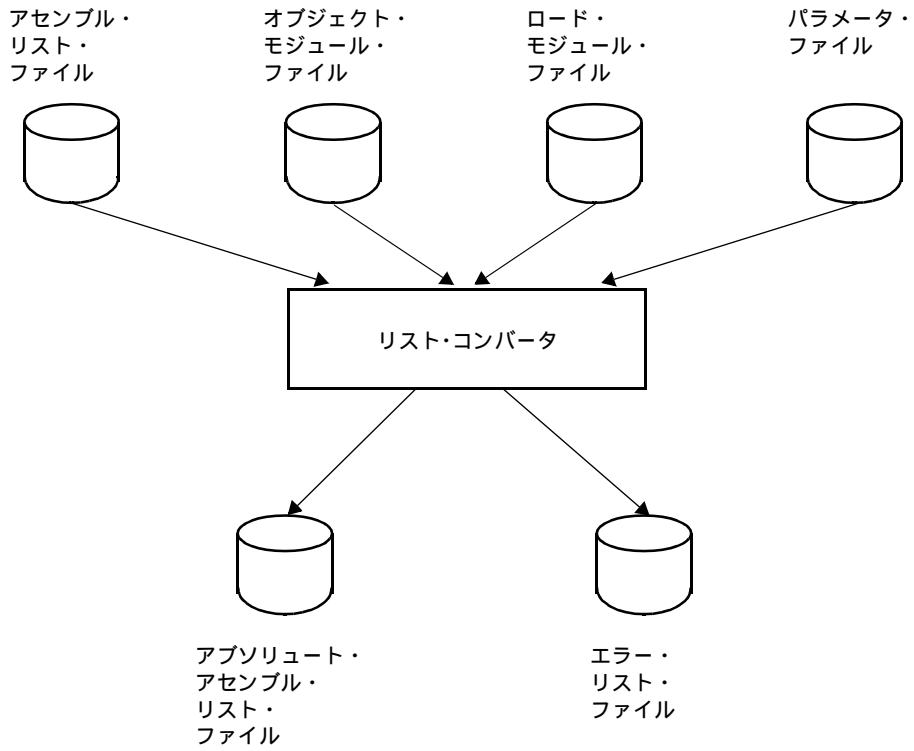 アセンブル・
リスト・
ファイル
オブジェクト・
モジュール・
ファイル
ロード・
モジュール・
ファイル
パラメータ・
ファイル
リスト・コンバータ
アブソリュート・
アセンブル・
リスト・
ファイル
エラー・
リスト・
ファイル